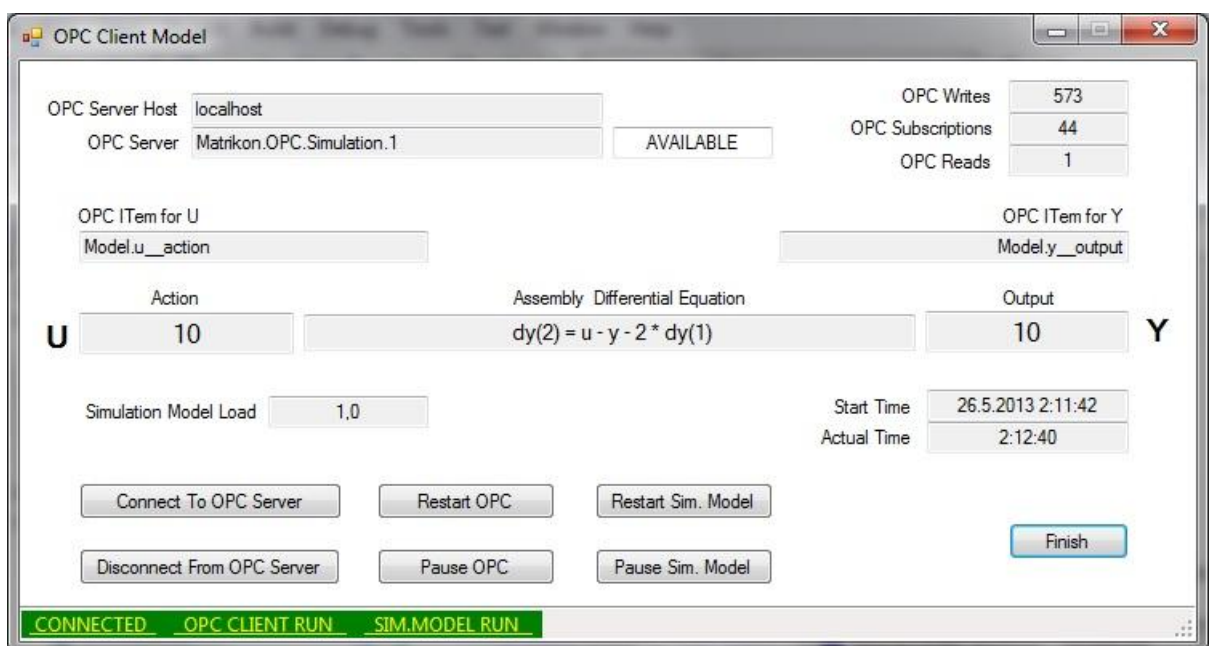 OPC Client Model
OPC Server Host localhost
OPC Writes 573
OPC Server Matrikon.OPC.Simulation.1 AVAILABLE
OPC Subscriptions 44
OPC Reads 1
OPC ITem for U
OPC ITem for Y
Model.u__action
Model.y__output
Action
Assembly Differential Equation
Output
U 10 dy(2) = u - y - 2 * dy(1) 10 Y
Simulation Model Load 1,0
Start Time 26.5.2013 2:11:42
Actual Time 2:12:40
Connect To OPC Server Restart OPC Restart Sim. Model
Finish
Disconnect From OPC Server Pause OPC Pause Sim. Model
CONNECTED OPC CLIENT RUN SIM.MODEL RUN